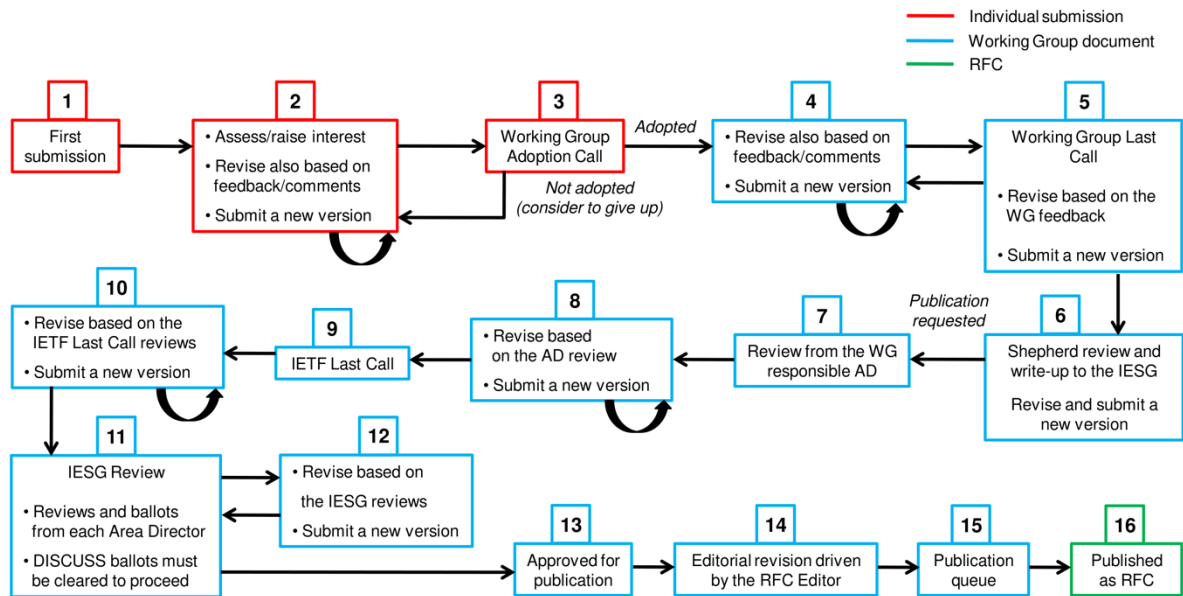 Individual submission
Working Group document
RFC
1
First
submission
2
• Assess/raise interest
• Revise also based on
feedback/comments
• Submit a new version
3
Working Group
Adoption Call
Adopted
Not adopted
(consider to give up)
4
• Revise also based on
feedback/comments
• Submit a new version
5
Working Group Last
Call
• Revise based on the
WG feedback
• Submit a new version
Publication
requested
6
Shepherd review and
write-up to the IESG
Revise and submit a
new version
7
Review from the WG
responsible AD
8
• Revise based
on the AD review
• Submit a new version
9
IETF Last Call
10
• Revise based on the
IETF Last Call reviews
• Submit a new version
11
IESG Review
• Reviews and ballots
from each Area Director
• DISCUSS ballots must
be cleared to proceed
12
• Revise based on
the IESG reviews
• Submit a new version
13
Approved for
publication
14
Editorial revision driven
by the RFC Editor
15
Publication
queue
16
Published
as RFC